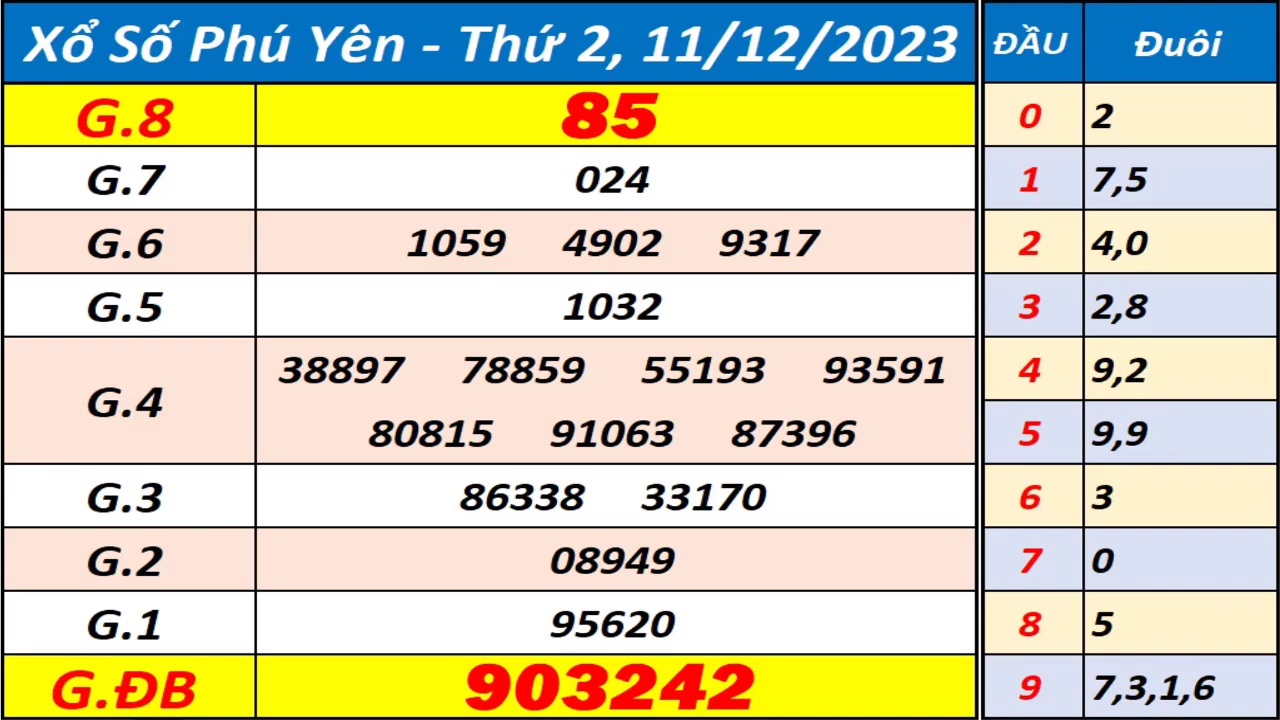 Xổ Số Phú Yên - Thứ 2, 11/12/2023
G.8 85
G.7 024
G.6 1059 4902 9317
G.5 1032
G.4 38897 78859 55193 93591
80815 91063 87396
G.3 86338 33170
G.2 08949
G.1 95620
G.ĐB 903242
ĐẦU Đuôi
0 2
1 7,5
2 4,0
3 2,8
4 9,2
5 9,9
6 3
7 0
8 5
9 7,3,1,6